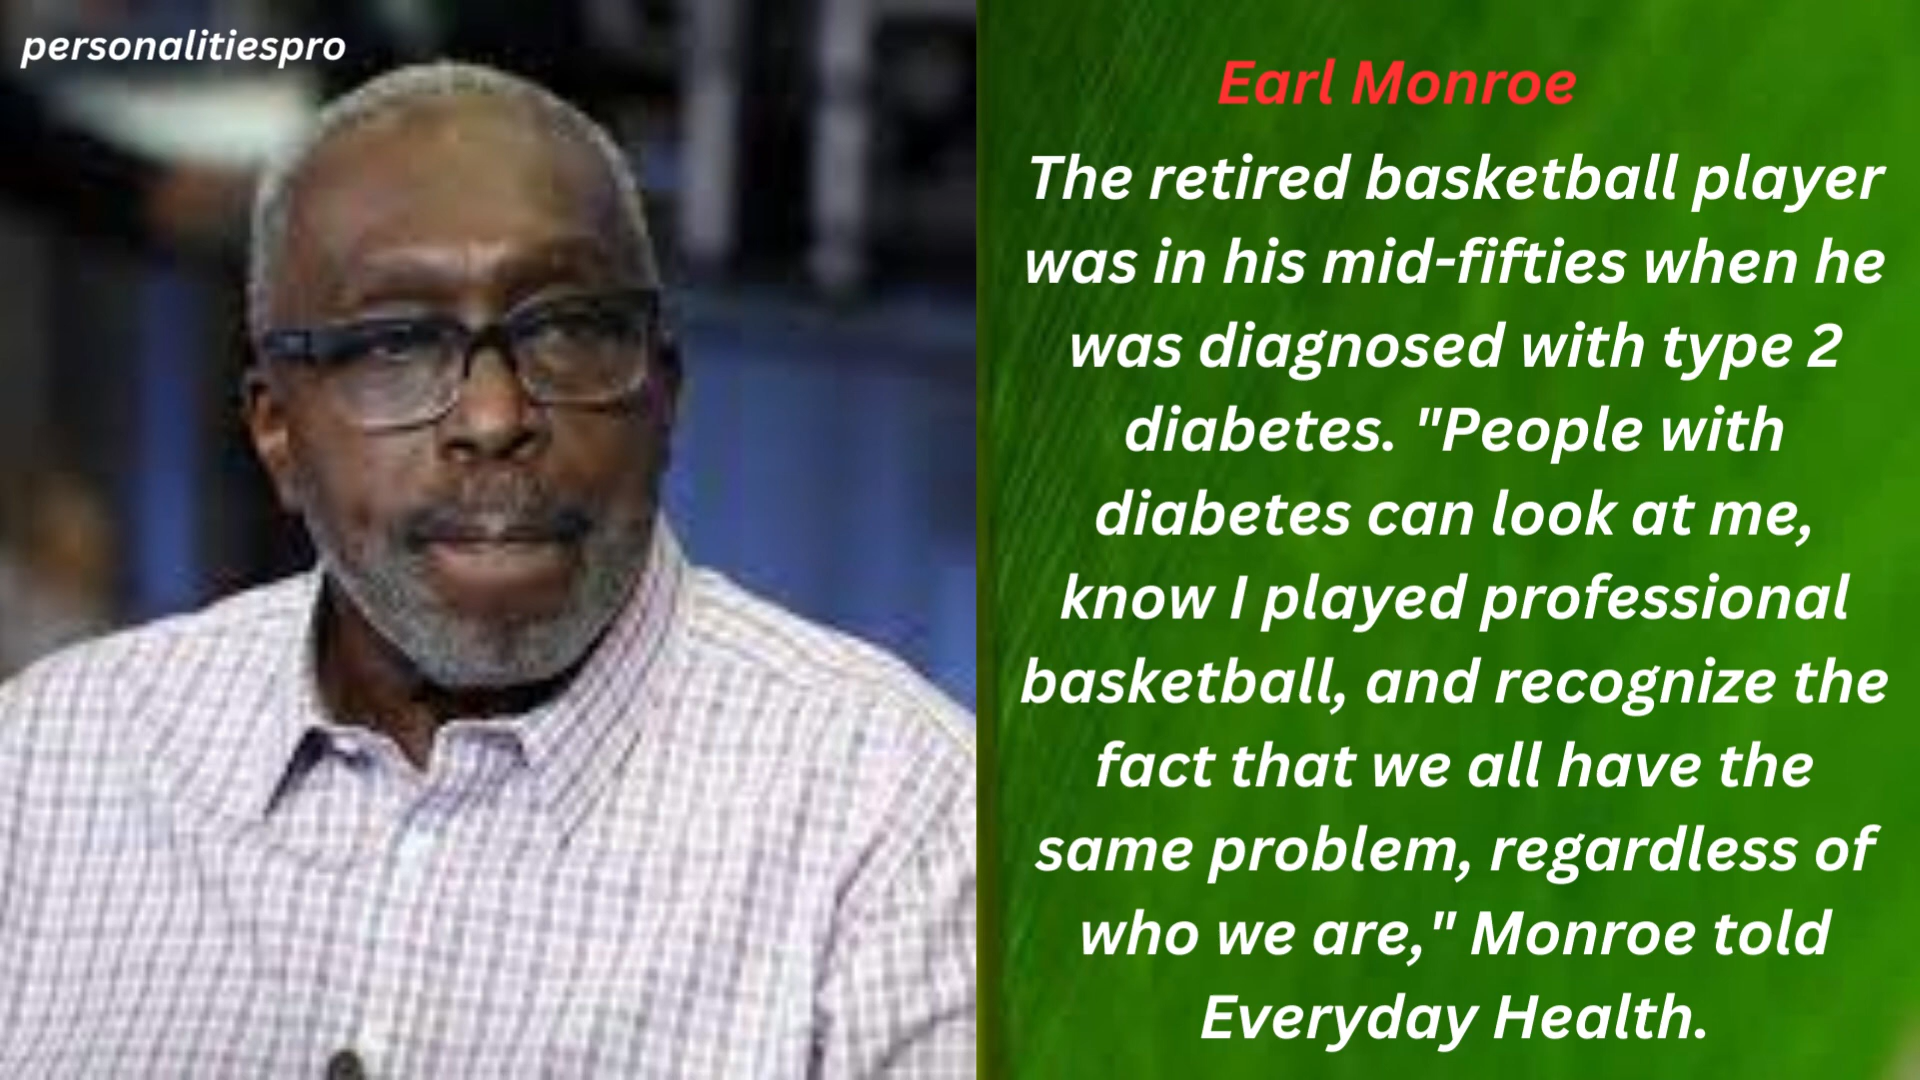 personalitiespro
Earl Monroe
The retired basketball player
was in his mid-fifties when he
was diagnosed with type 2
diabetes. "People with
diabetes can look at me,
know I played professional
basketball, and recognize the
fact that we all have the
same problem, regardless of
who we are," Monroe told
Everyday Health.